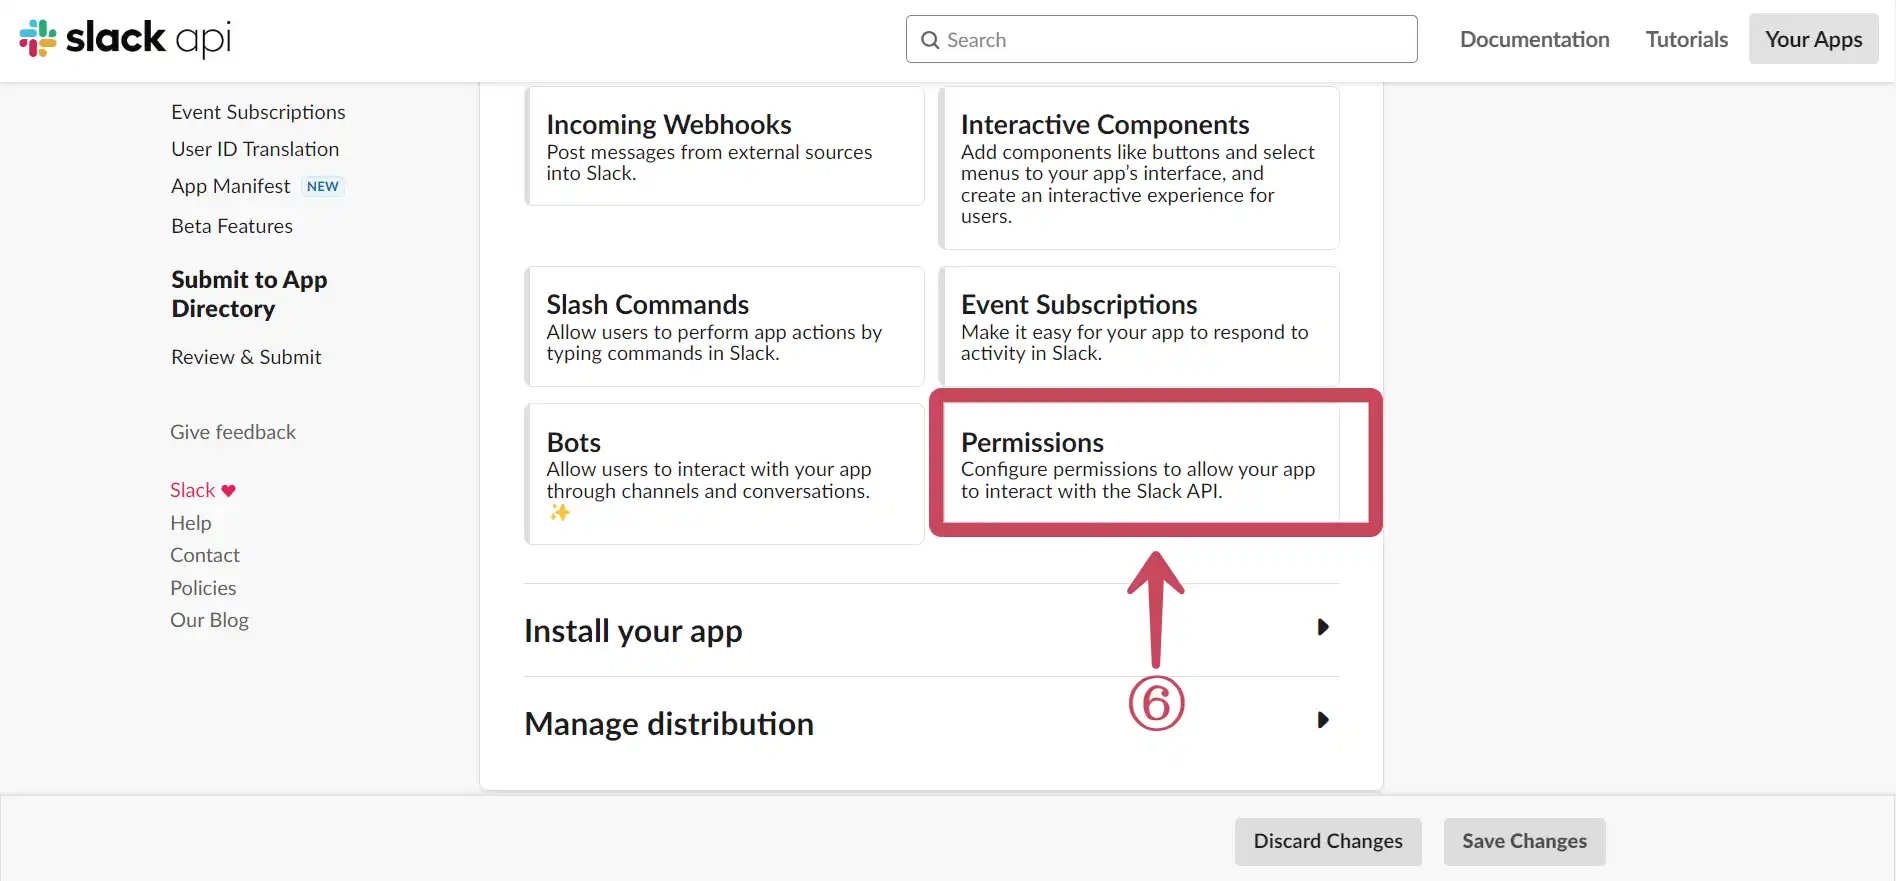 slack api
Search
Documentation
Tutorials
Your Apps
Event Subscriptions
User ID Translation
App Manifest NEW
Beta Features
Submit to App
Directory
Review & Submit
Give feedback
Slack ♥
Help
Contact
Policies
Our Blog
Incoming Webhooks
Post messages from external sources
into Slack.
Interactive Components
Add components like buttons and select
menus to your app’s interface, and
create an interactive experience for
users.
Slash Commands
Allow users to perform app actions by
typing commands in Slack.
Event Subscriptions
Make it easy for your app to respond to
activity in Slack.
Bots
Allow users to interact with your app
through channels and conversations.
✨
Permissions
Configure permissions to allow your app
to interact with the Slack API.
Install your app
⑥
Manage distribution
Discard Changes
Save Changes